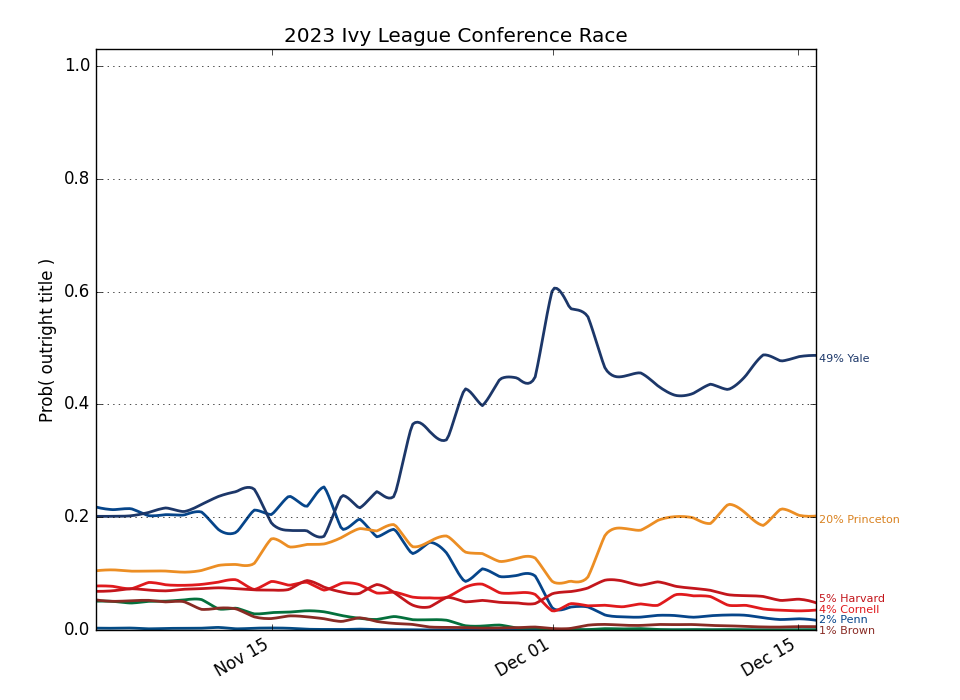 2023 Ivy League Conference Race
Prob( outright title )
1.0
0.8
0.6
0.4
0.2
0.0
Nov 15
Dec 01
Dec 15
49% Yale
20% Princeton
5% Harvard
4% Cornell
2% Penn
1% Brown